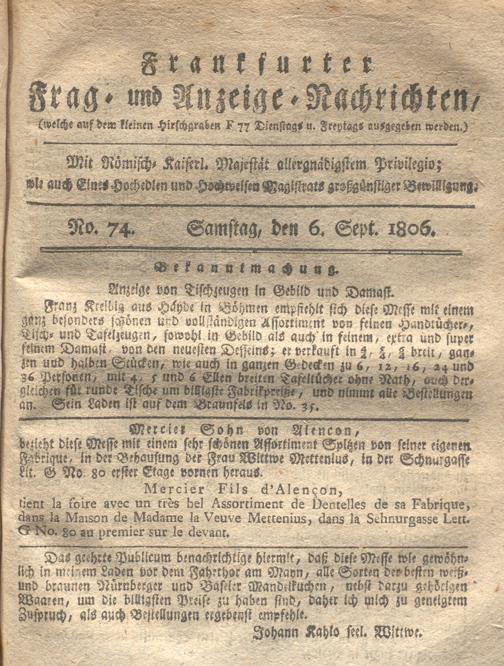 Frankfurter
Frag- und Anzeige-Nachrichten,
(welche auf dem kleinen Hirschgraben F 77 Dienstags u. Freytags ausgegeben werden.)
Mit Römisch-Kaiserl. Majestät allergnädigstem Privilegio;
wie auch Eines Hochedlen und Hochweisen Magistrats großgünstiger Bewilligung.
No. 74. Samstag, den 6. Sept. 1806.
Bekanntmachung.
Anzeige von Tischzeugen in Gebild und Damast.
Franz Kreibig aus Hayde in Böhmen empfiehlt sich diese Messe mit einem
ganz besonders schönen und vollständigen Assortiment von feinen Handtücher-,
Tisch- und Tafelzeugen, sowohl in Gebild als auch in feinem, extra und super
feinem Damast, von den neuesten Desseins; er verkauft in breit, gan-
zen und halben Stücken, wie auch in ganzen Gedecken zu 6, 12, 16, 24 und
36 Personen, mit 4, 5 und 6 Ellen breiten Tafeltücher ohne Nath, auch der-
gleichen für runde Tische um billigste Fabrikpreiße, und nimmt alle Bestellungen
an. Sein Laden ist auf dem Braunfels in No. 35.
Mercier Sohn von Alencon,
bezieht diese Messe mit einem sehr schönen Assortiment Spitzen von seiner eigenen
Fabrique, in der Behausung der Frau Wittwe Mettenius, in der Schnurgasse
Lit. G No. 80 erster Etage vornen heraus.
Mercier Fils d'Alençon,
tient la foire avec un très bel Assortiment de Dentelles de sa Fabrique,
dans la Maison de Madame la Veuve Mettenius, dans la Schnurgasse Lett.
G No. 80 au premier sur le devant.
Das geehrte Publicum benachrichtige hiermit, daß diese Messe wie gewöhn-
lich in meinem Laden vor dem Fahrthor am Mayn, alle Sorten der besten weiß-
und braunen Nürnberger und Baseler Mandelkuchen, nebst darzu gehörigen
Waaren, um die billigsten Preise zu haben sind, daher ich mich zu geneigtem
Zuspruch, als auch Bestellungen ergebenst empfehle.
Johann Kahlo seel. Wittwe.